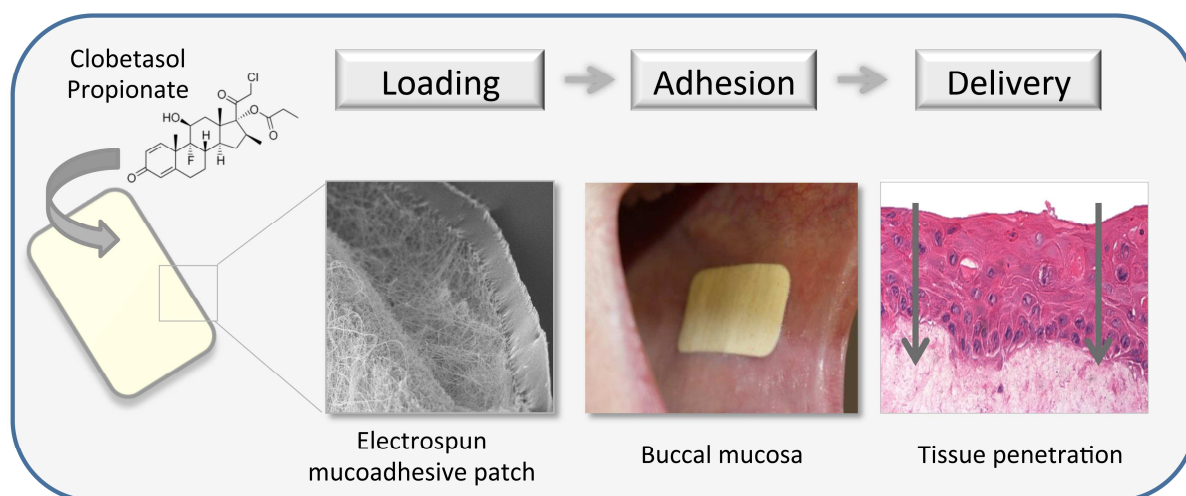 Clobetasol
Propionate
Loading
Adhesion
Delivery
Cl
O
HO
O
O
H
F
H
O
Electrospun
mucoadhesive patch
Buccal mucosa
Tissue penetration